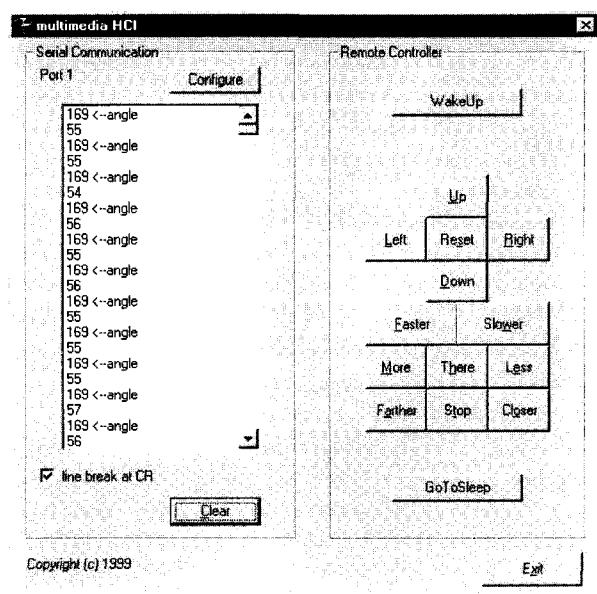 multimedia HCI
Serial Communication
Port 1
Configure
169 <--angle
55
169 <--angle
55
169 <--angle
54
169 <--angle
56
169 <--angle
55
169 <--angle
56
169 <--angle
55
169 <--angle
55
169 <--angle
55
169 <--angle
57
169 <--angle
56
line break at CR
Clear
Remote Controller
WakeUp
Up
Left Reset Right
Down
Faster Slower
More There Less
Farther Stop Closer
GoToSleep
Copyright (c) 1999
Exit